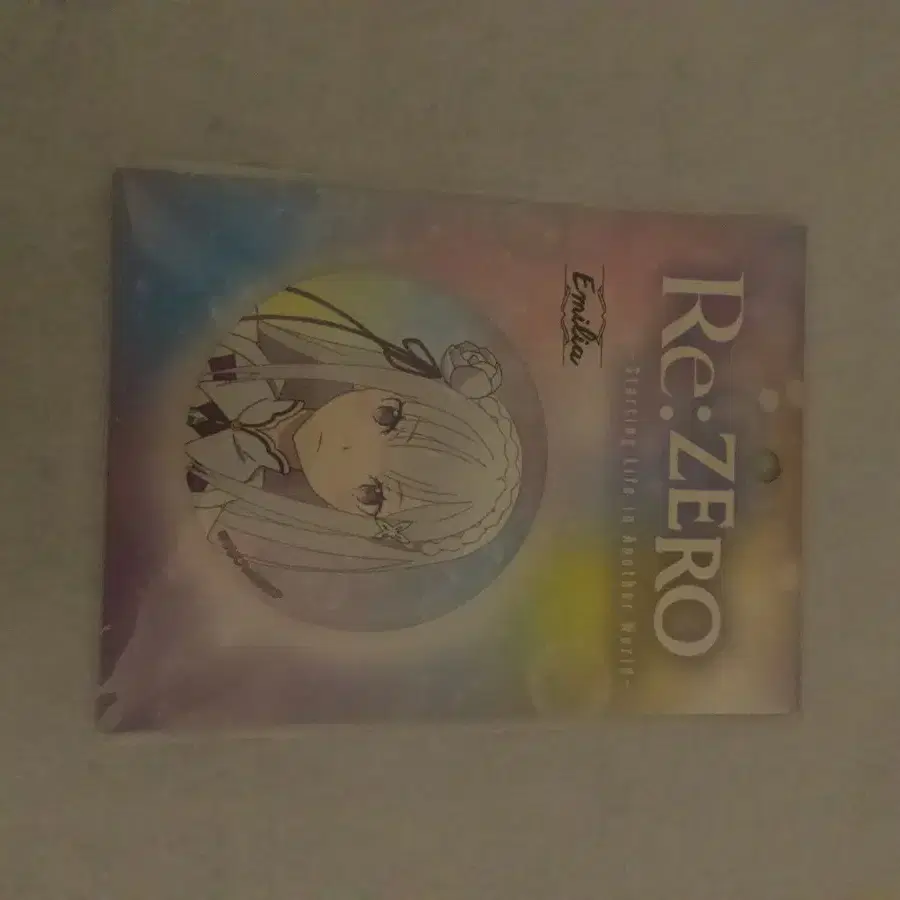 Re:ZERO
-Starting Life in Another World-
Emilia